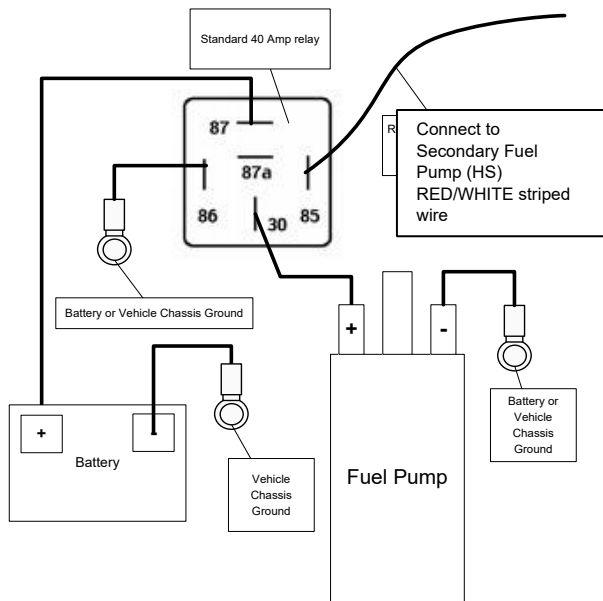 Standard 40 Amp relay
R
Connect to
Secondary Fuel
Pump (HS)
RED/WHITE striped
wire
87
87a
86
30
85
Battery or Vehicle Chassis Ground
+
-
+
-
Battery
Vehicle
Chassis
Ground
Fuel Pump
Battery or
Vehicle
Chassis
Ground